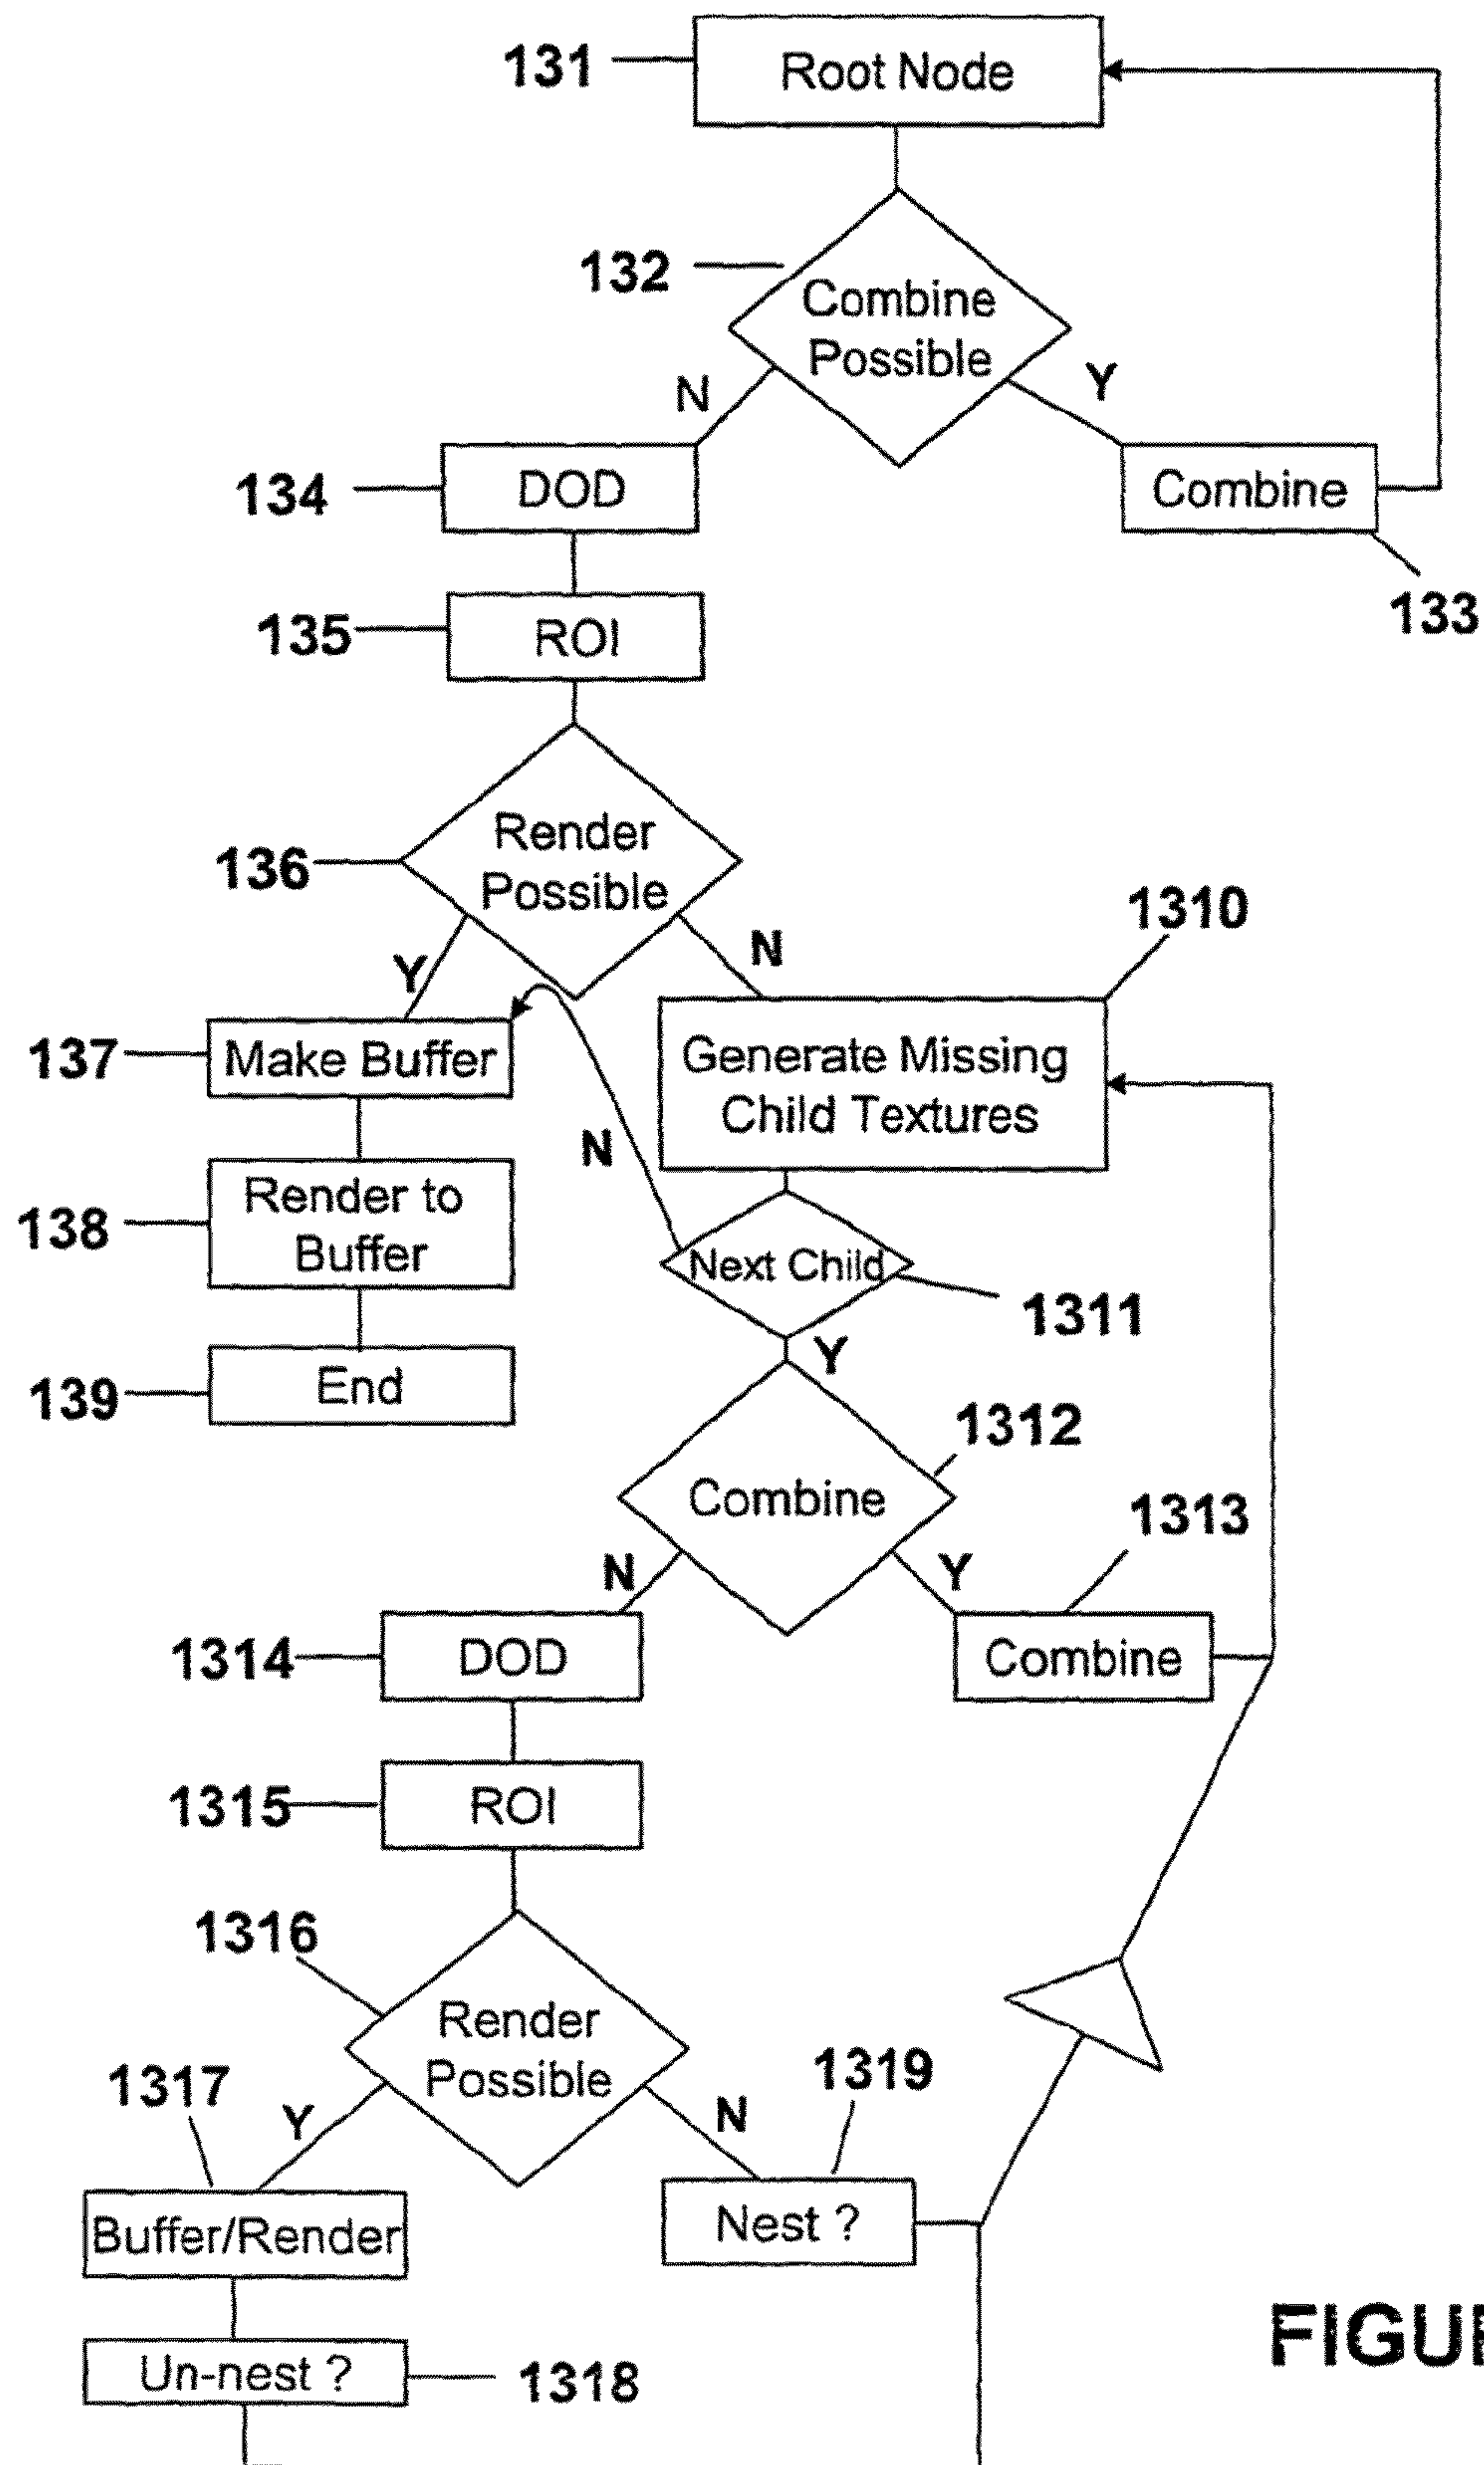 131
Root Node
132
Combine
Possible
N
Y
134
DOD
Combine
133
135
ROI
136
Render
Possible
Y
N
1310
137
Make Buffer
Generate Missing
Child Textures
N
138
Render to
Buffer
Next Child
1311
Y
139
End
1312
Combine
1313
N
Y
1314
DOD
Combine
1315
ROI
1316
Render
Possible
1317
Y
N
1319
Buffer/Render
Nest ?
Un-nest ?
1318